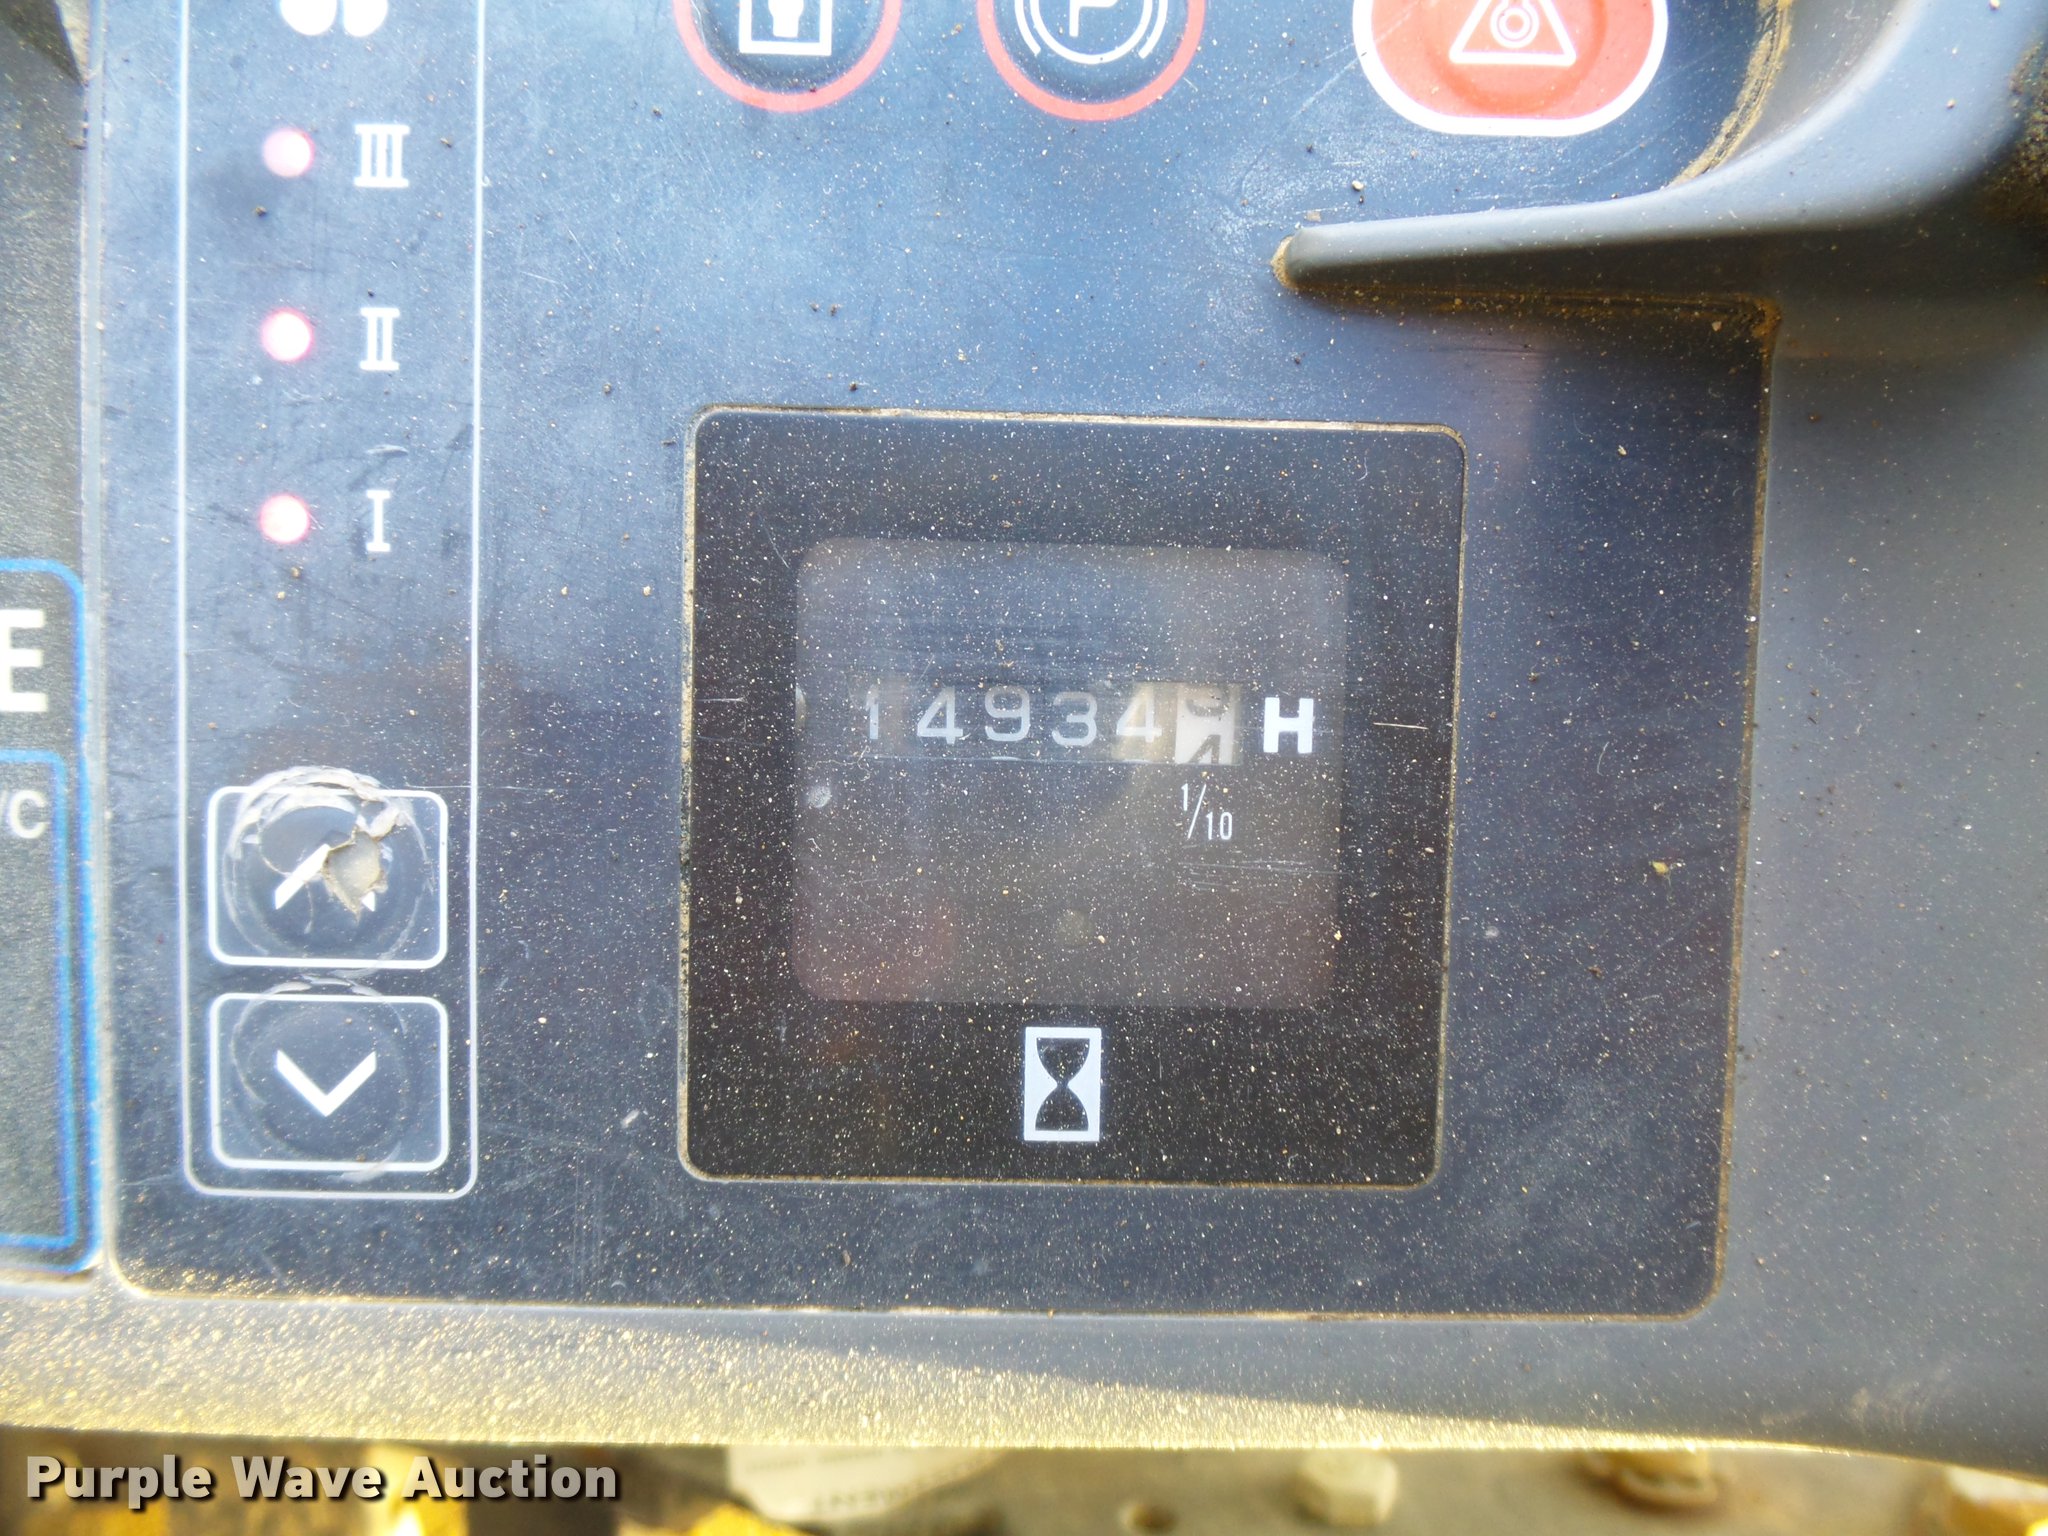 P
III
II
I
E
/C
14934 H
1/10
Purple Wave Auction